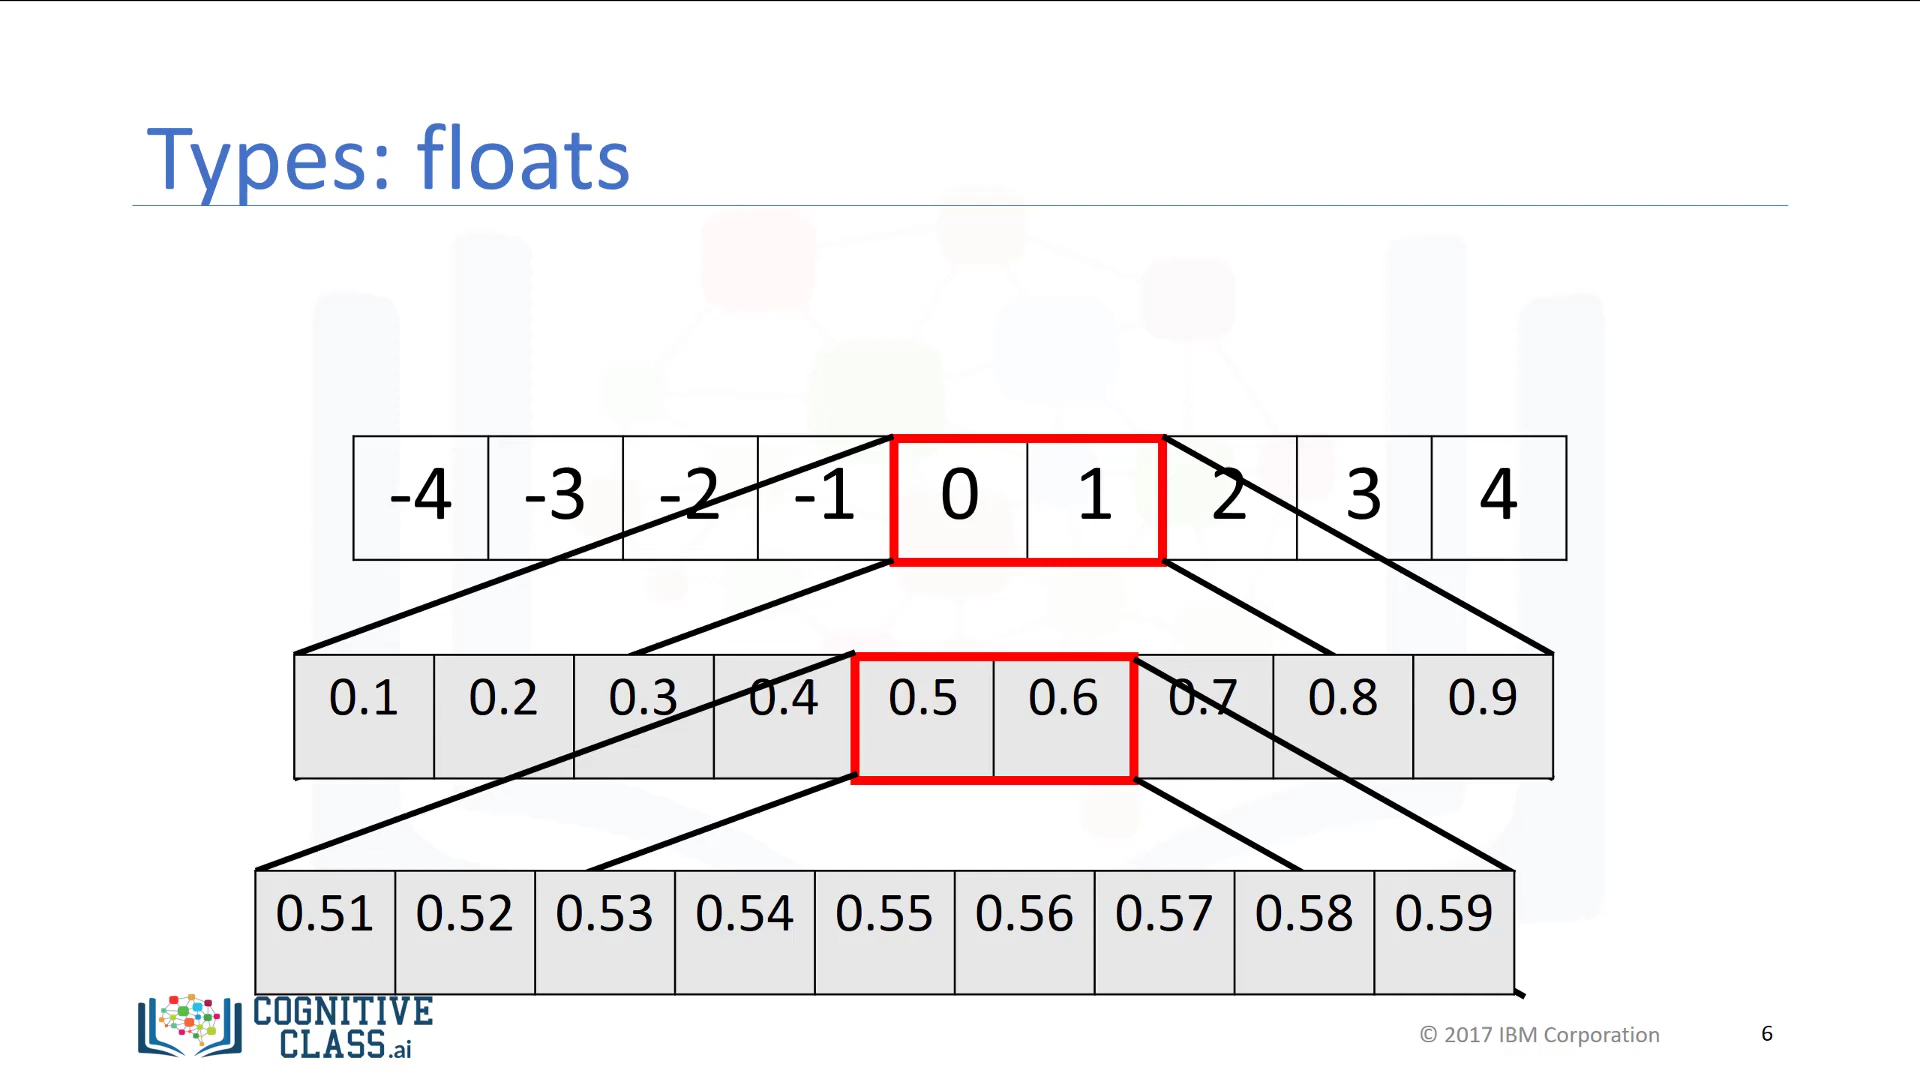 Types: floats
-4 -3 -2 -1 0 1 2 3 4
0.1 0.2 0.3 0.4 0.5 0.6 0.7 0.8 0.9
0.51 0.52 0.53 0.54 0.55 0.56 0.57 0.58 0.59
COGNITIVE
CLASS.ai
© 2017 IBM Corporation 6